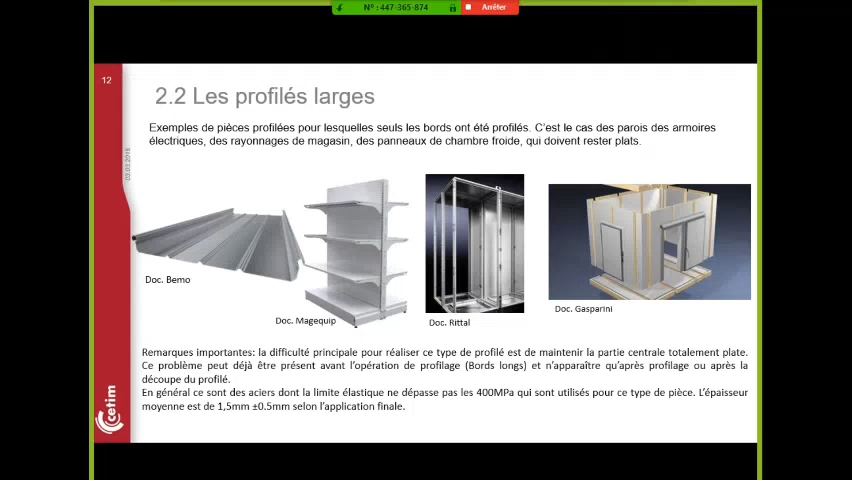 N° : 447-365-874
Arrêter
12
2.2 Les profilés larges
Exemples de pièces profilées pour lesquelles seuls les bords ont été profilés. C'est le cas des parois des armoires
électriques, des rayonnages de magasin, des panneaux de chambre froide, qui doivent rester plats.
Doc. Bemo
Doc. Magequip
Doc. Rittal
Doc. Gasparini
Remarques importantes: la difficulté principale pour réaliser ce type de profilé est de maintenir la partie centrale totalement plate.
Ce problème peut déjà être présent avant l'opération de profilage (Bords longs) et n'apparaître qu'après profilage ou après la
découpe du profilé.
En général ce sont des aciers dont la limite élastique ne dépasse pas les 400MPa qui sont utilisés pour ce type de pièce. L'épaisseur
moyenne est de 1,5mm ±0.5mm selon l'application finale.
cetim